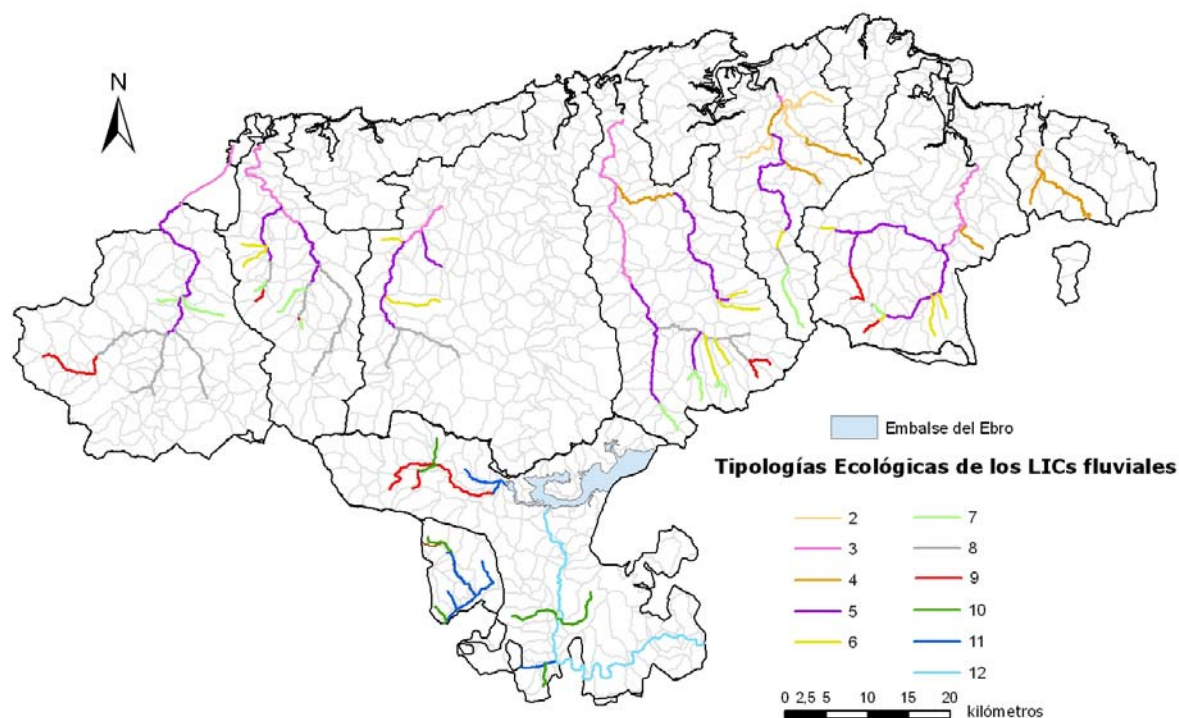 N
Embalse del Ebro
Tipologías Ecológicas de los LICs fluviales
2 7
3 8
4 9
5 10
6 11
12
0 2,5 5 10 15 20
kilómetros